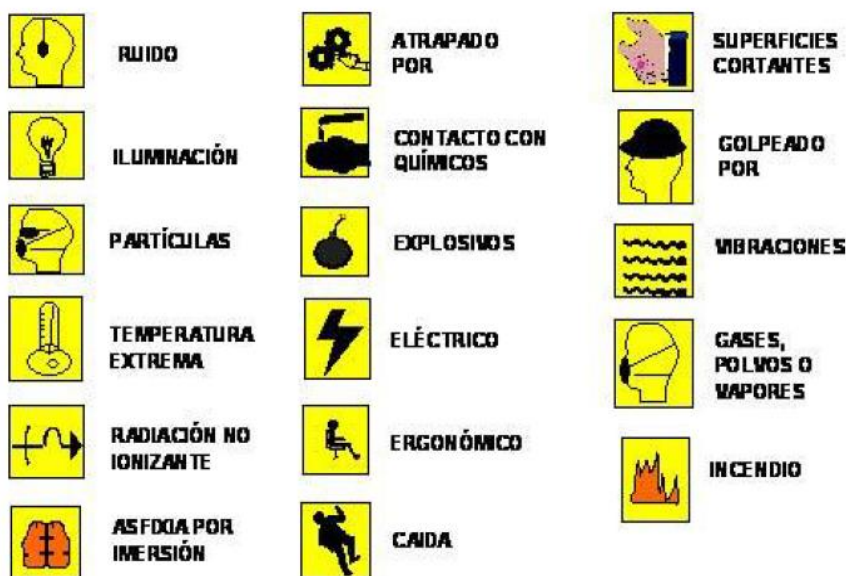 RUIDO
ILUMINACIÓN
PARTÍCULAS
TEMPERATURA
EXTREMA
RADIACIÓN NO
IONIZANTE
ASFIXIA POR
IMERSIÓN
ATRAPADO
POR
CONTACTO CON
QUÍMICOS
EXPLOSIVOS
ELÉCTRICO
ERGONÓMICO
CAIDA
SUPERFICIES
CORTANTES
GOLPEADO
POR
VIBRACIONES
GASES,
POLVOS O
VAPORES
INCENDIO